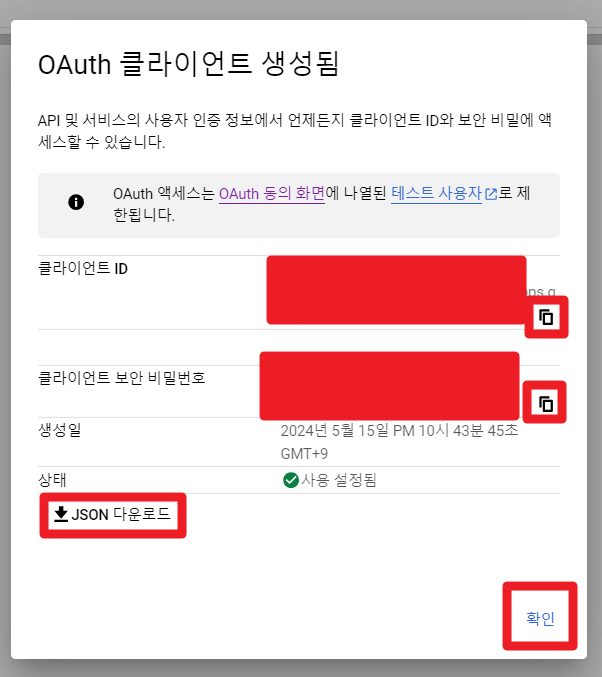 OAuth 클라이언트 생성됨
API 및 서비스의 사용자 인증 정보에서 언제든지 클라이언트 ID와 보안 비밀에 액
세스할 수 있습니다.
OAuth 액세스는 OAuth 동의 화면에 나열된 테스트 사용자로 제
한됩니다.
클라이언트 ID
클라이언트 보안 비밀번호
생성일
2024년 5월 15일 PM 10시 43분 45초
GMT+9
상태
사용 설정됨
JSON 다운로드
확인